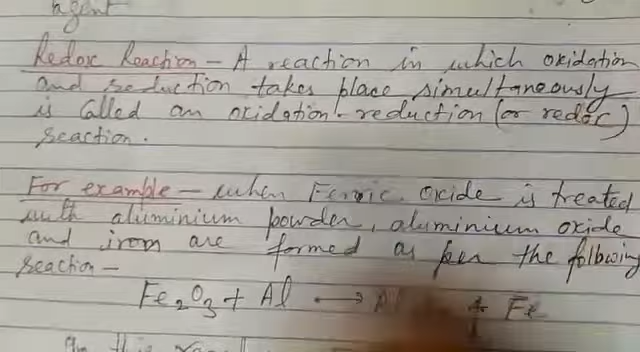 agent
Redox Reaction - A reaction in which oxidation
and reduction takes place simultaneously
is called an oxidation-reduction (or redox)
reaction.
For example - when Ferric oxide is treated
with aluminium powder, aluminium oxide
and iron are formed as per the following
reaction -
Fe₂O₃ + Al ⟶ + Fe